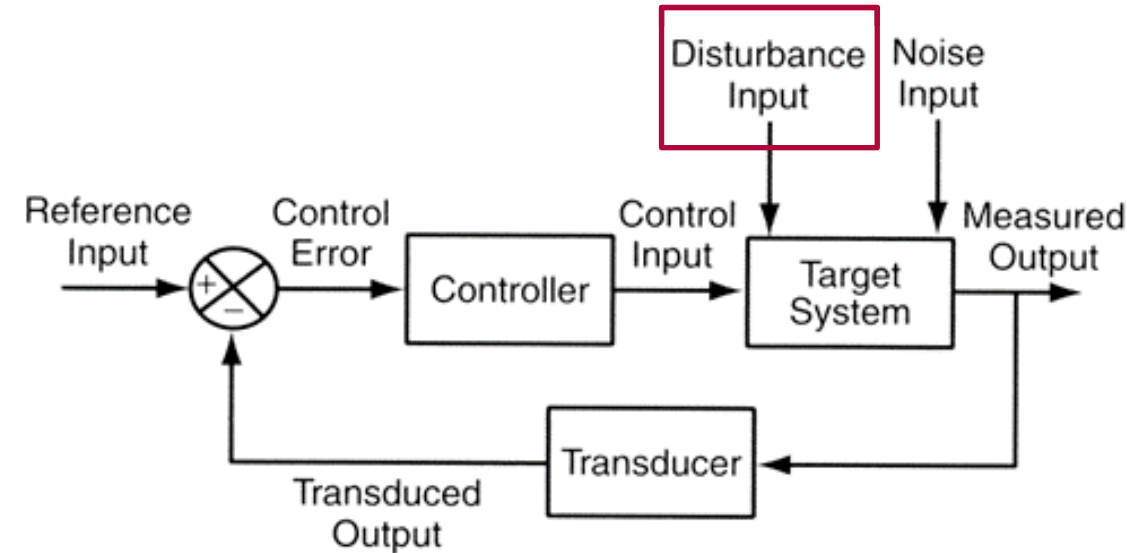 Disturbance
Input
Noise
Input
Reference
Input
Control
Error
Controller
Control
Input
Target
System
Measured
Output
+
−
Transducer
Transduced
Output